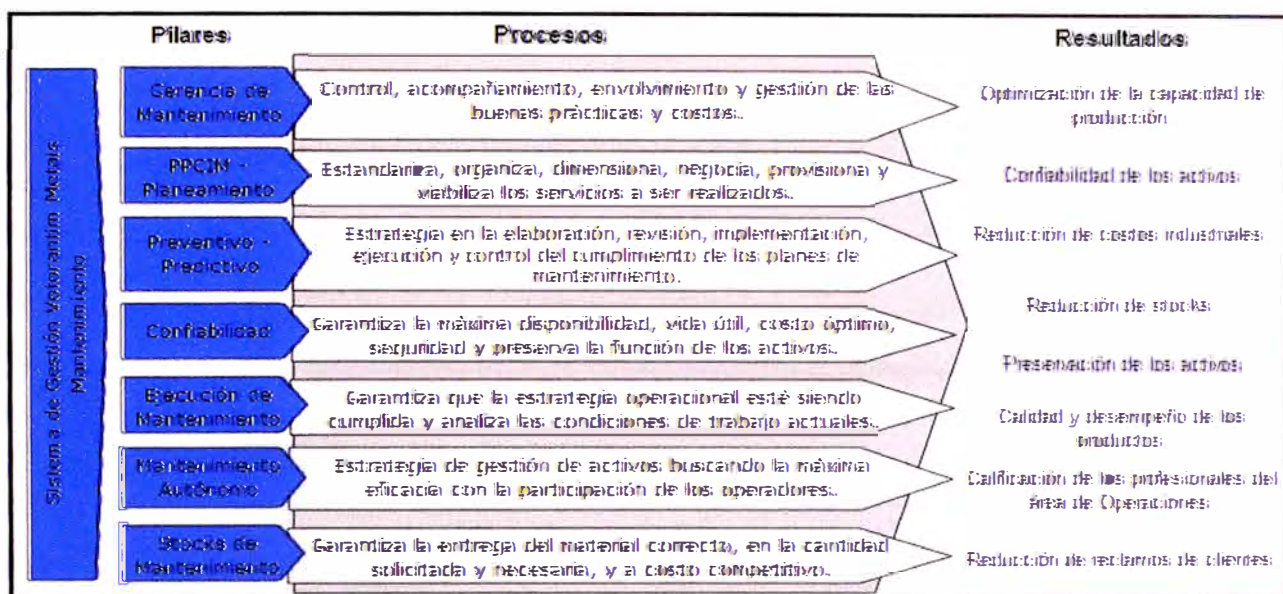 Pilares
Procesos
Resultados
Sistema de Gestión Votorantim Metais
Mantenimiento
Gerencia de
Mantenimiento
Control, acompañamiento, envolvimiento y gestión de las
buenas prácticas y costos.
PPCIM -
Planeamiento
Estandariza, organiza, dimensiona, negocia, provisiona y
viabiliza los servicios a ser realizados.
Preventivo -
Predictivo
Estrategia en la elaboración, revisión, implementación,
ejecución y control del cumplimiento de los planes de
mantenimiento.
Confiabilidad
Garantiza la máxima disponibilidad, vida útil, costo óptimo,
seguridad y preserva la función de los activos.
Ejecución de
Mantenimiento
Garantiza que la estrategia operacional esté siendo
cumplida y analiza las condiciones de trabajo actuales.
Mantenimiento
Autónomo
Estrategia de gestión de activos buscando la máxima
eficacia con la participación de los operadores.
Stocks de
Mantenimiento
Garantiza la entrega del material correcto, en la cantidad
solicitada y necesaria, y a costo competitivo.
Optimización de la capacidad de
producción
Confiabilidad de los activos
Reducción de costos industriales
Reducción de stocks
Preservación de los activos
Calidad y desempeño de los
productos
Calificación de los profesionales del
Área de Operaciones
Reducción de reclamos de clientes